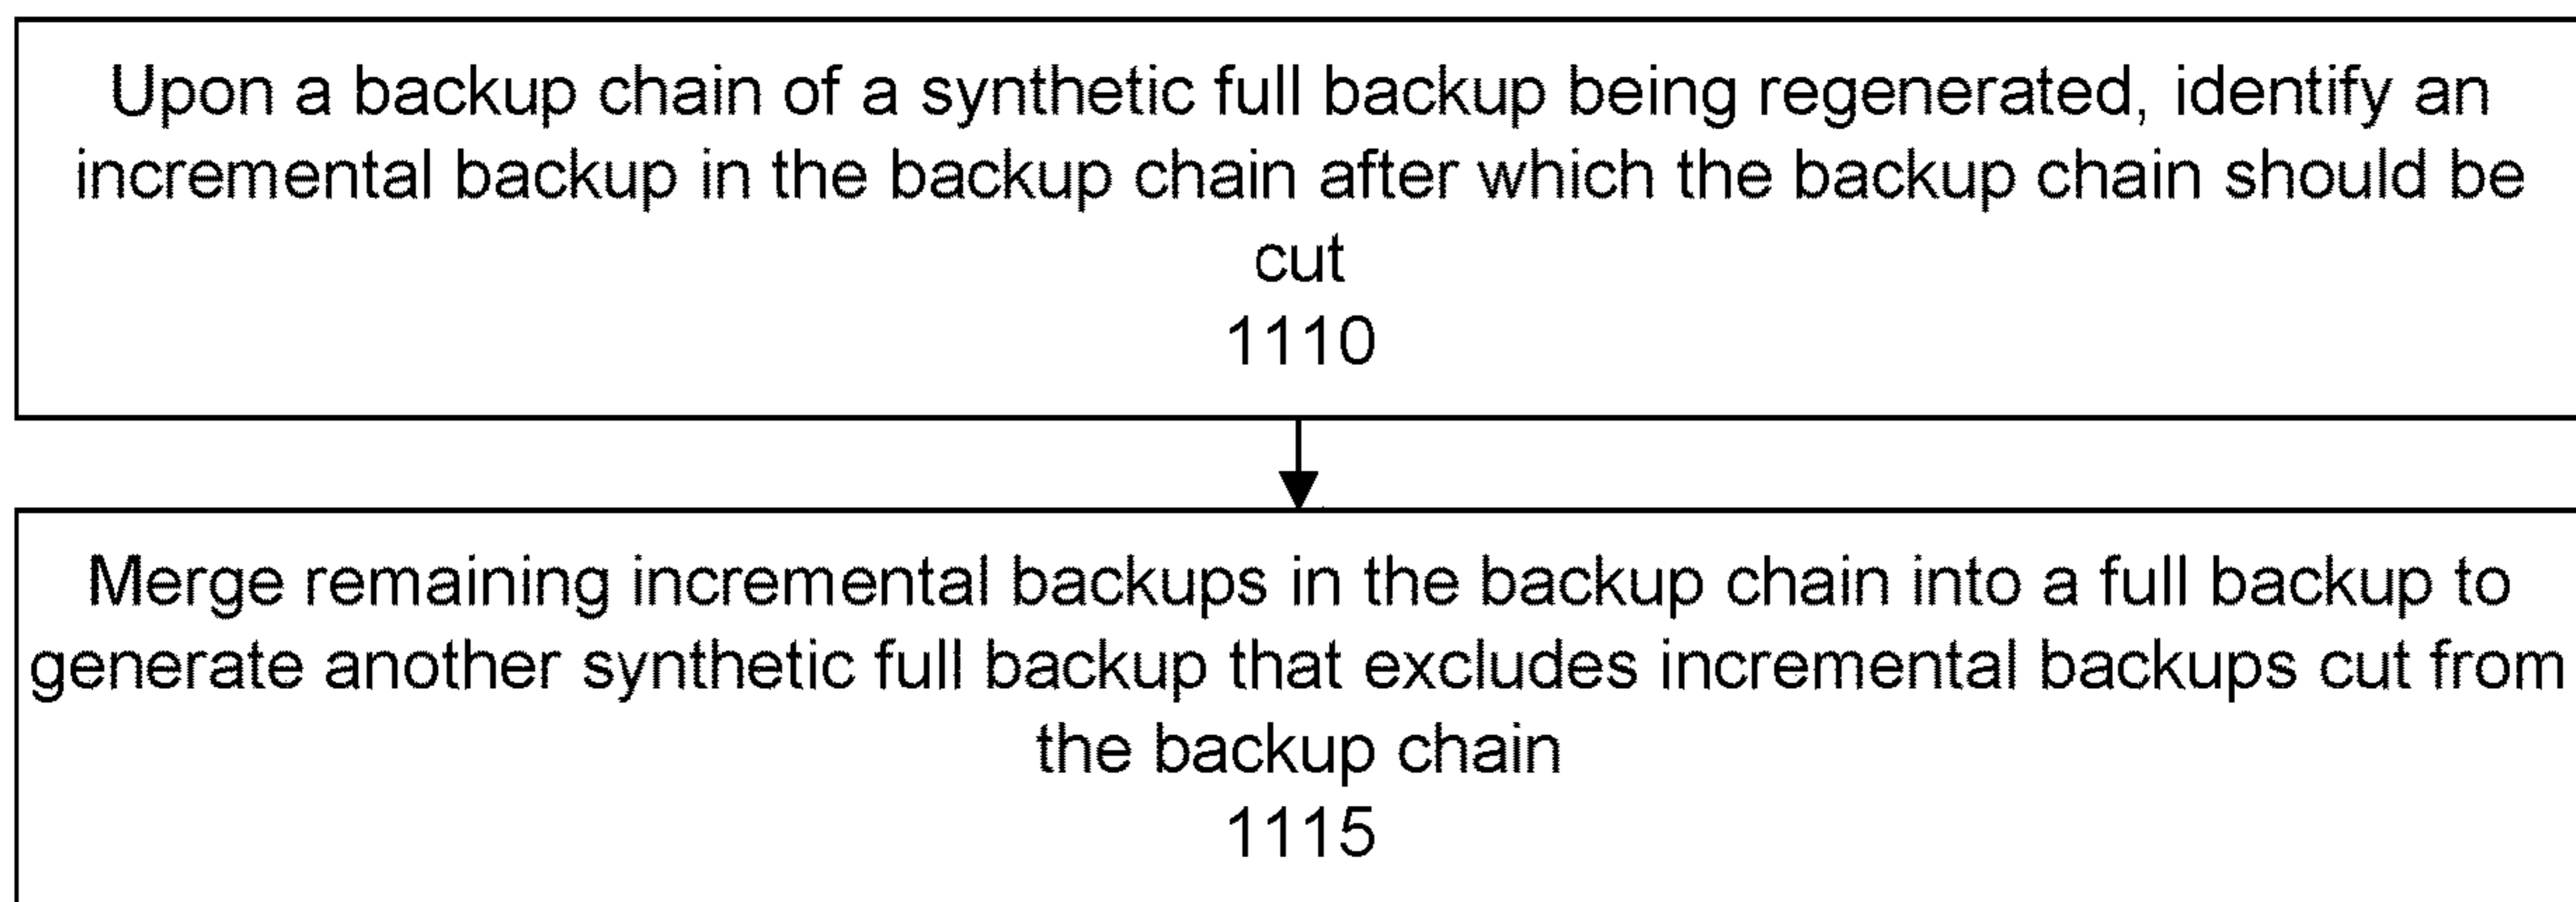 Upon a backup chain of a synthetic full backup being regenerated, identify an
incremental backup in the backup chain after which the backup chain should be
cut
1110
Merge remaining incremental backups in the backup chain into a full backup to
generate another synthetic full backup that excludes incremental backups cut from
the backup chain
1115